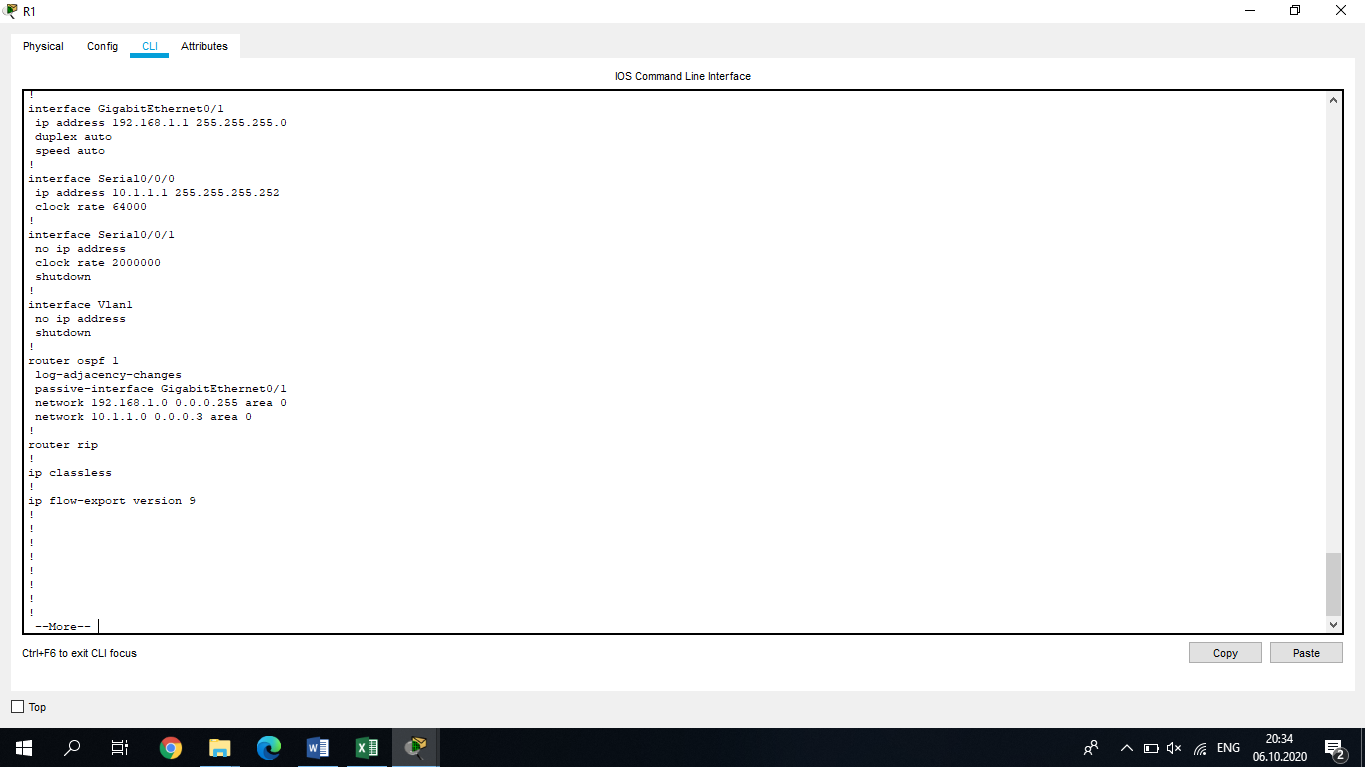 R1
Physical Config CLI Attributes
IOS Command Line Interface
!
interface GigabitEthernet0/1
 ip address 192.168.1.1 255.255.255.0
 duplex auto
 speed auto
!
interface Serial0/0/0
 ip address 10.1.1.1 255.255.255.252
 clock rate 64000
!
interface Serial0/0/1
 no ip address
 clock rate 2000000
 shutdown
!
interface Vlan1
 no ip address
 shutdown
!
router ospf 1
 log-adjacency-changes
 passive-interface GigabitEthernet0/1
 network 192.168.1.0 0.0.0.255 area 0
 network 10.1.1.0 0.0.0.3 area 0
!
router rip
!
ip classless
!
ip flow-export version 9
!
!
!
!
!
!
!
!
 --More--
Ctrl+F6 to exit CLI focus
Copy Paste
Top
ENG
20:34
06.10.2020
2